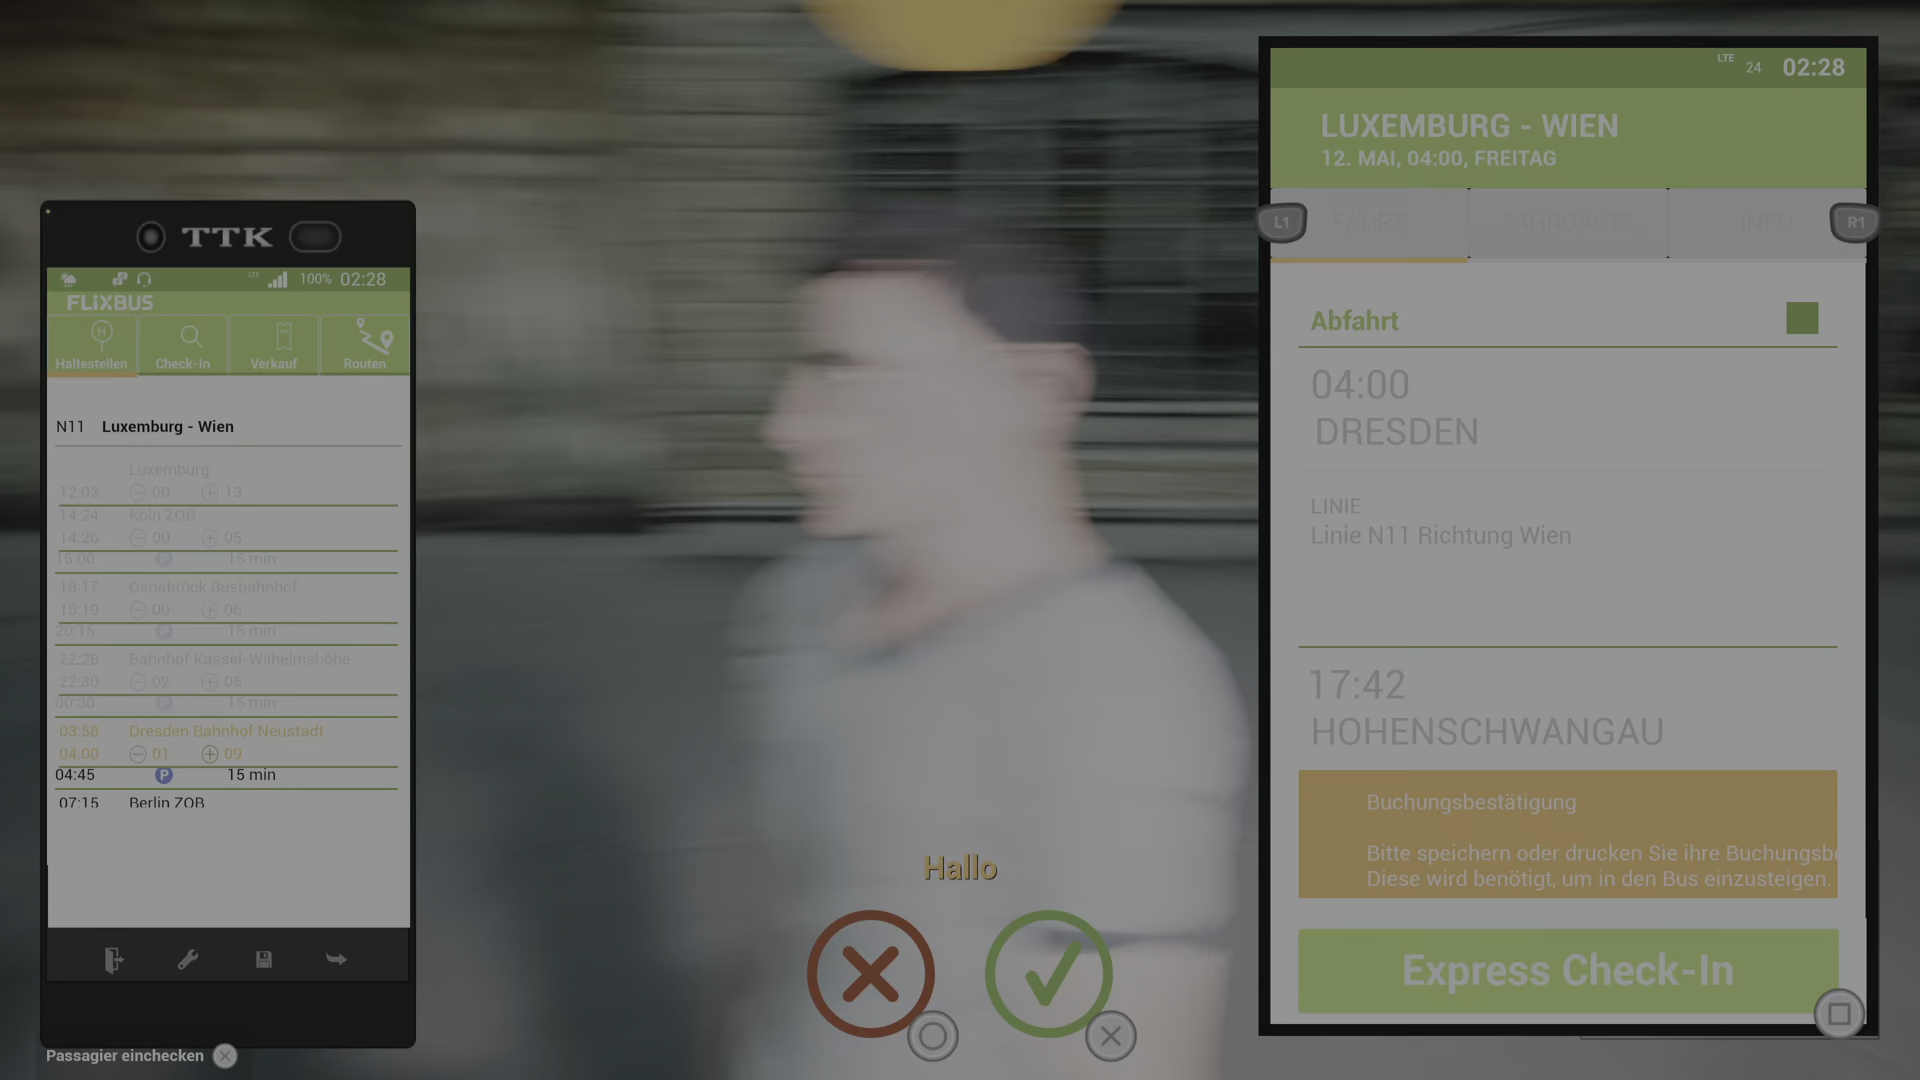 TTK
LTE 100% 02:28
FLiXBUS
H
Haltestellen
Check-In
Verkauf
Routen
N11 Luxemburg - Wien
Luxemburg
12:02 00 13
14:24 Köln ZOB
14:26 00 05
16:00 P 15 min
18:17 Osnabrück Busbahnhof
18:19 00 06
20:15 P 15 min
22:28 Bahnhof Kassel-Wilhelmshöhe
22:30 02 05
00:30 P 15 min
03:58 Dresden Bahnhof Neustadt
04:00 01 09
04:45 P 15 min
07:15 Berlin ZOB
Passagier einchecken
Hallo
LTE 24 02:28
LUXEMBURG - WIEN
12. MAI, 04:00, FREITAG
L1 FAHRT FAHRGÄSTE INFO R1
Abfahrt
04:00
DRESDEN
LINIE
Linie N11 Richtung Wien
17:42
HOHENSCHWANGAU
Buchungsbestätigung
Bitte speichern oder drucken Sie ihre Buchungsbe
Diese wird benötigt, um in den Bus einzusteigen.
Express Check-In